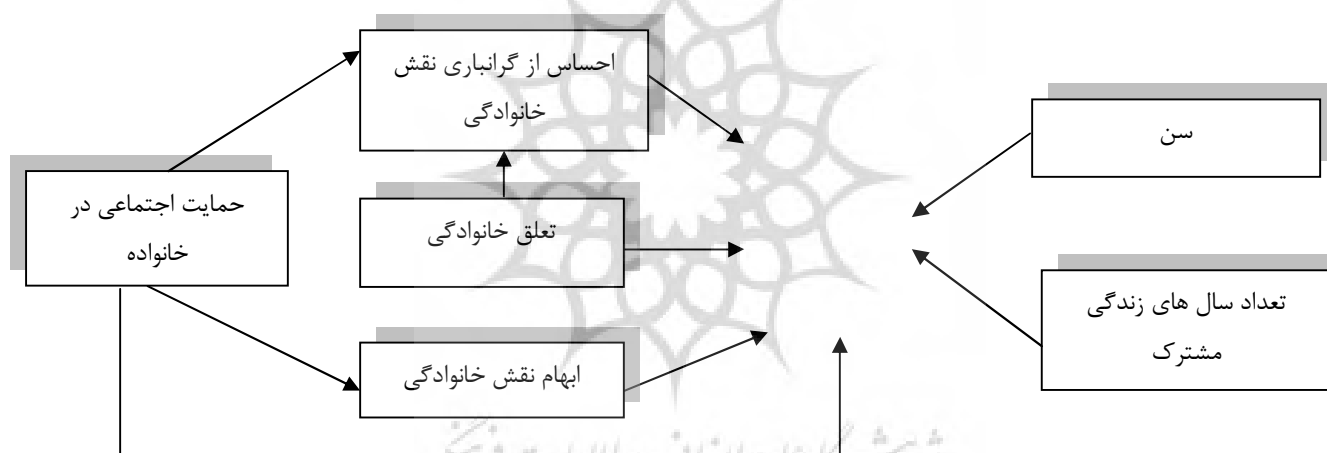 احساس از گرانباری نقش
خانوادگی
سن
حمایت اجتماعی در
خانواده
تعلق خانوادگی
تعداد سال های زندگی
مشترک
ابهام نقش خانوادگی